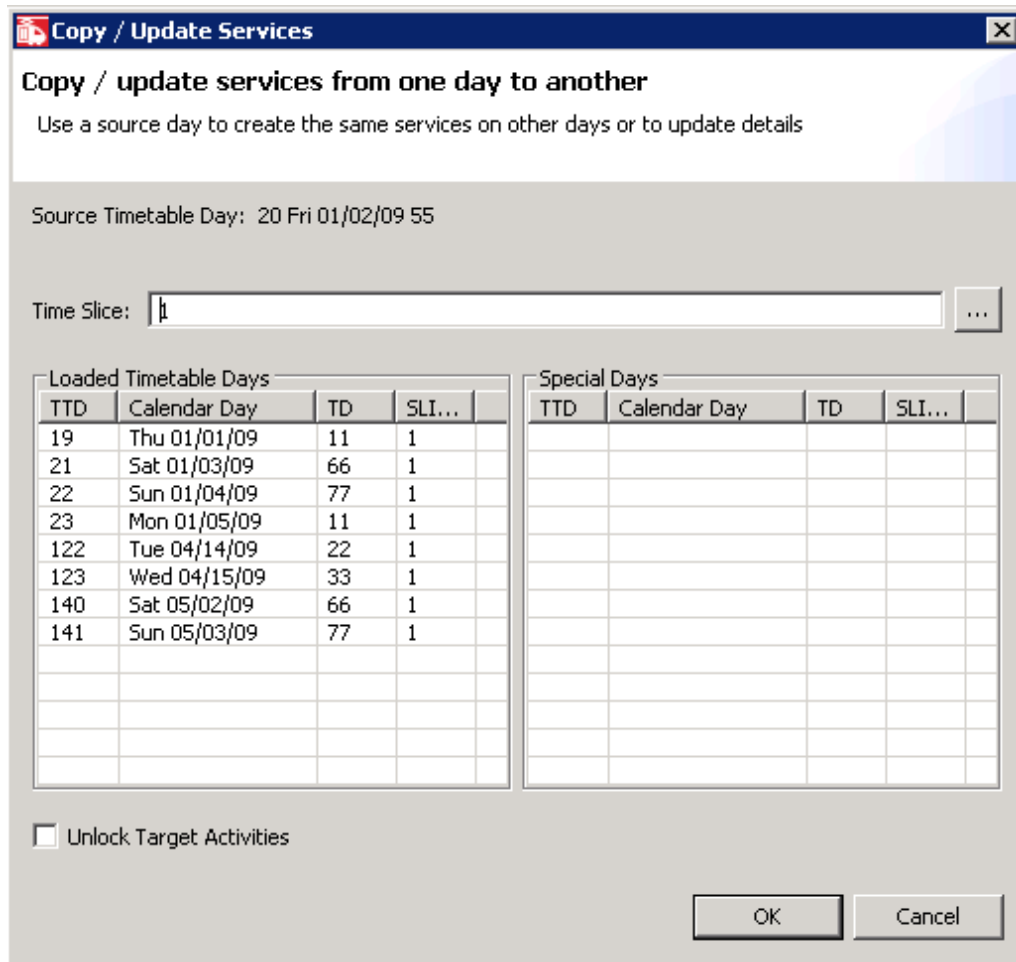 Copy / Update Services
Copy / update services from one day to another
Use a source day to create the same services on other days or to update details
Source Timetable Day: 20 Fri 01/02/09 55
Time Slice: 1 ...
Loaded Timetable Days
TTD Calendar Day TD SLI...
19 Thu 01/01/09 11 1
21 Sat 01/03/09 66 1
22 Sun 01/04/09 77 1
23 Mon 01/05/09 11 1
122 Tue 04/14/09 22 1
123 Wed 04/15/09 33 1
140 Sat 05/02/09 66 1
141 Sun 05/03/09 77 1
Special Days
TTD Calendar Day TD SLI...
Unlock Target Activities
OK Cancel